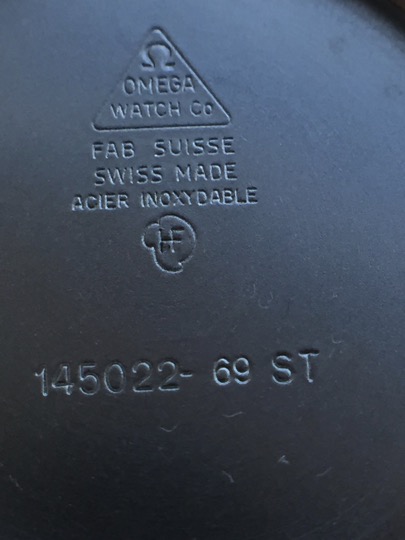 Ω
OMEGA
WATCH Co
FAB SUISSE
SWISS MADE
ACIER INOXYDABLE
HF
145022- 69 ST